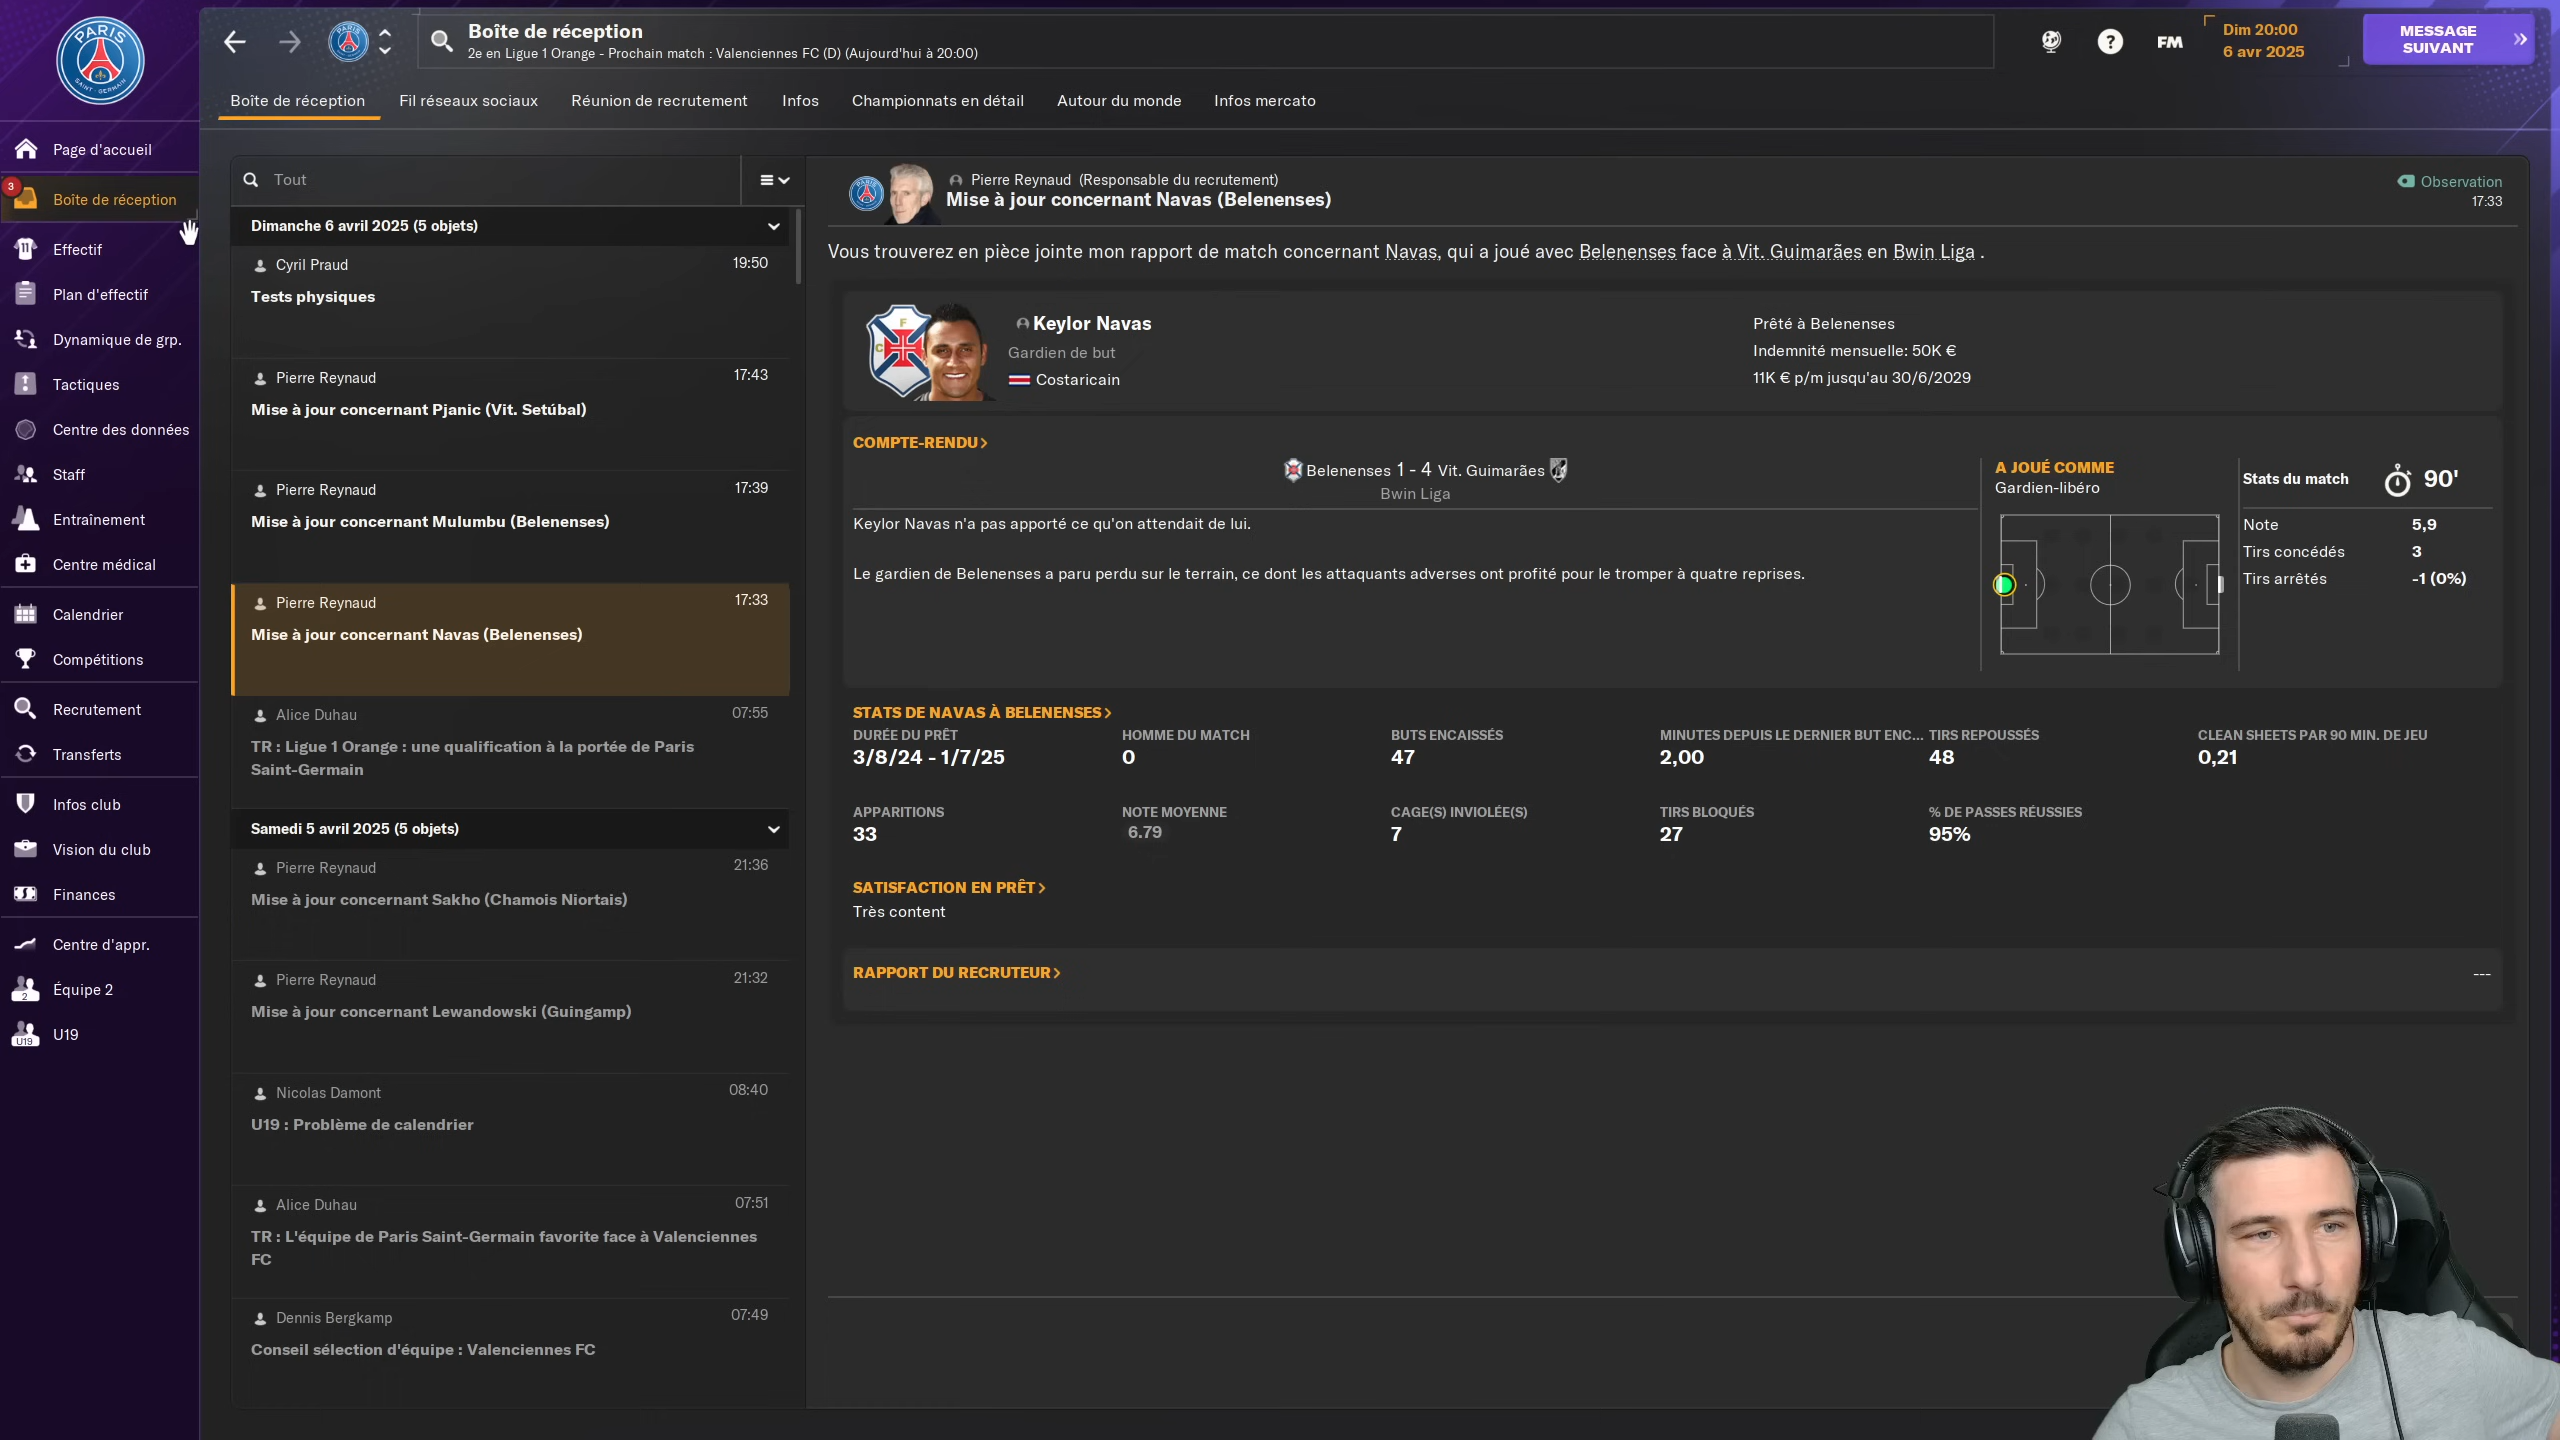 PARIS
SAINT-GERMAIN
Boîte de réception
2e en Ligue 1 Orange - Prochain match : Valenciennes FC (D) (Aujourd'hui à 20:00)
FM
Dim 20:00
6 avr 2025
MESSAGE
SUIVANT
Boîte de réception
Fil réseaux sociaux
Réunion de recrutement
Infos
Championnats en détail
Autour du monde
Infos mercato
Page d'accueil
3
Boîte de réception
Effectif
Plan d'effectif
Dynamique de grp.
Tactiques
Centre des données
Staff
Entraînement
Centre médical
Calendrier
Compétitions
Recrutement
Transferts
Infos club
Vision du club
Finances
Centre d'appr.
2
Équipe 2
U19
U19
Tout
Dimanche 6 avril 2025 (5 objets)
Cyril Praud 19:50
Tests physiques
Pierre Reynaud 17:43
Mise à jour concernant Pjanic (Vit. Setúbal)
Pierre Reynaud 17:39
Mise à jour concernant Mulumbu (Belenenses)
Pierre Reynaud 17:33
Mise à jour concernant Navas (Belenenses)
Alice Duhau 07:55
TR : Ligue 1 Orange : une qualification à la portée de Paris
Saint-Germain
Samedi 5 avril 2025 (5 objets)
Pierre Reynaud 21:36
Mise à jour concernant Sakho (Chamois Niortais)
Pierre Reynaud 21:32
Mise à jour concernant Lewandowski (Guingamp)
Nicolas Damont 08:40
U19 : Problème de calendrier
Alice Duhau 07:51
TR : L'équipe de Paris Saint-Germain favorite face à Valenciennes
FC
Dennis Bergkamp 07:49
Conseil sélection d'équipe : Valenciennes FC
Pierre Reynaud (Responsable du recrutement)
Mise à jour concernant Navas (Belenenses)
Observation
17:33
Vous trouverez en pièce jointe mon rapport de match concernant Navas, qui a joué avec Belenenses face à Vit. Guimarães en Bwin Liga .
Keylor Navas
Gardien de but
Costaricain
Prêté à Belenenses
Indemnité mensuelle: 50K €
11K € p/m jusqu'au 30/6/2029
COMPTE-RENDU
Belenenses 1 - 4 Vit. Guimarães
Bwin Liga
Keylor Navas n'a pas apporté ce qu'on attendait de lui.
Le gardien de Belenenses a paru perdu sur le terrain, ce dont les attaquants adverses ont profité pour le tromper à quatre reprises.
A JOUÉ COMME
Gardien-libéro
Stats du match 90'
Note 5,9
Tirs concédés 3
Tirs arrêtés -1 (0%)
STATS DE NAVAS À BELENENSES
DURÉE DU PRÊT
3/8/24 - 1/7/25
HOMME DU MATCH
0
BUTS ENCAISSÉS
47
MINUTES DEPUIS LE DERNIER BUT ENC...
2,00
TIRS REPOUSSÉS
48
CLEAN SHEETS PAR 90 MIN. DE JEU
0,21
APPARITIONS
33
NOTE MOYENNE
6.79
CAGE(S) INVIOLÉE(S)
7
TIRS BLOQUÉS
27
% DE PASSES RÉUSSIES
95%
SATISFACTION EN PRÊT
Très content
RAPPORT DU RECRUTEUR
---